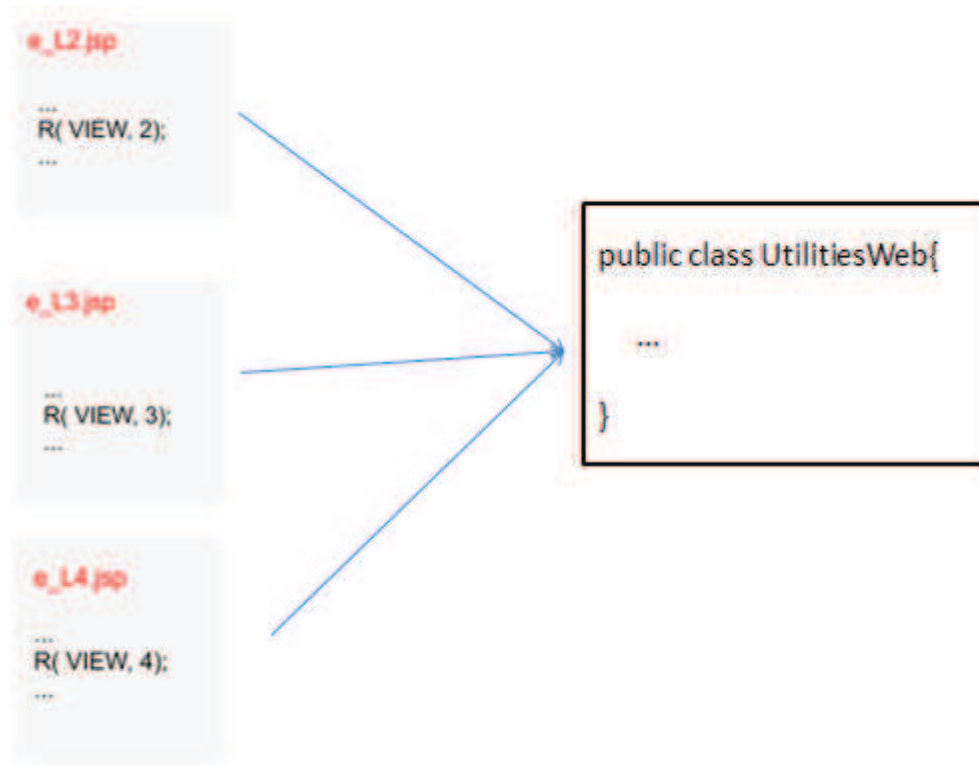 e_L2.jsp
...
R( VIEW, 2);
...
e_L3.jsp
...
R( VIEW, 3);
...
e_L4.jsp
...
R( VIEW, 4);
...
public class UtilitiesWeb{
...
}